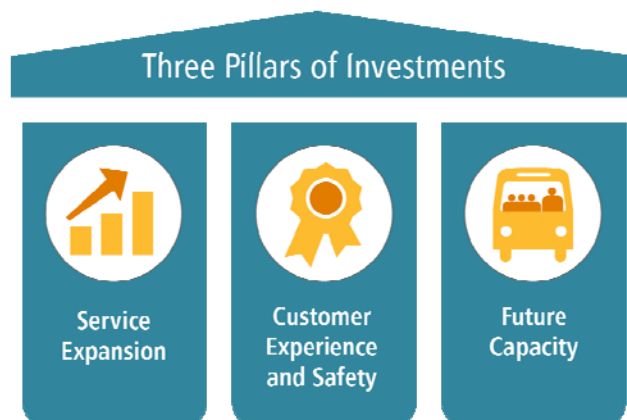 Three Pillars of Investments
Service
Expansion
Customer
Experience
and Safety
Future
Capacity